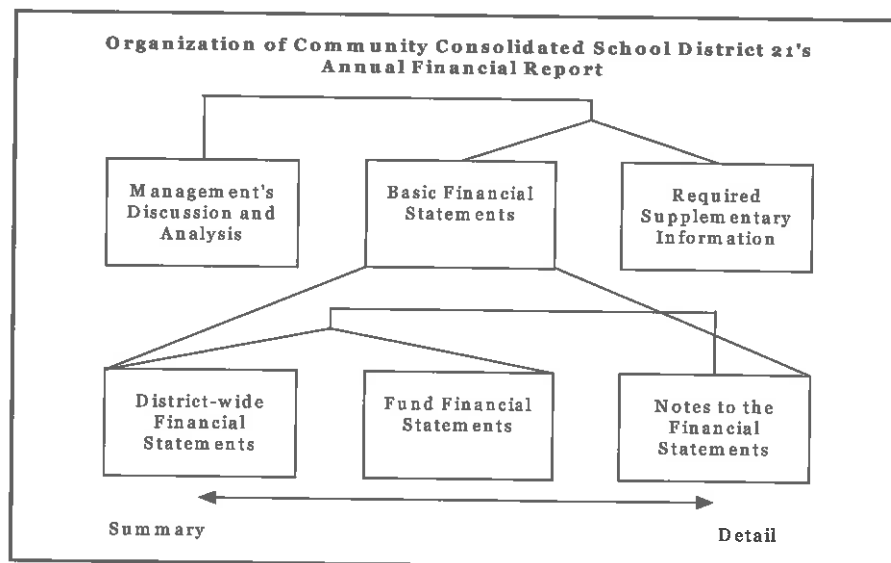 Organization of Community Consolidated School District 21's
Annual Financial Report
Management's
Discussion and
Analysis
Basic Financial
Statements
Required
Supplementary
Information
District-wide
Financial
Statements
Fund Financial
Statements
Notes to the
Financial
Statements
Summary
Detail